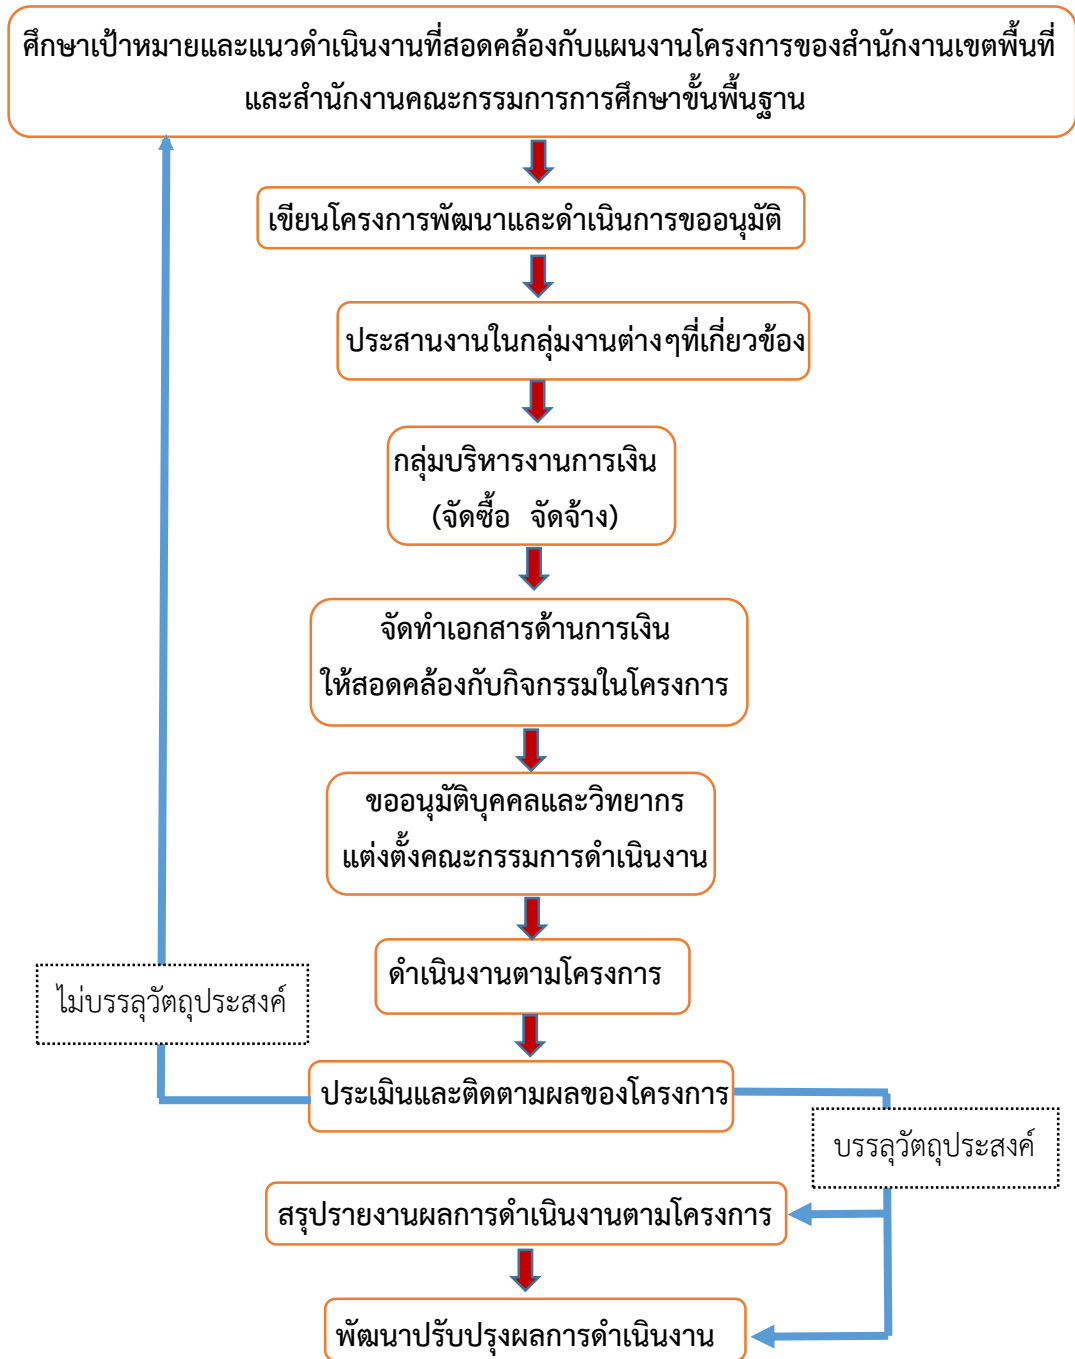 ศึกษาเป้าหมายและแนวดำเนินงานที่สอดคล้องกับแผนงานโครงการของสำนักงานเขตพื้นที่
และสำนักงานคณะกรรมการการศึกษาขั้นพื้นฐาน
เขียนโครงการพัฒนาและดำเนินการขออนุมัติ
ประสานงานในกลุ่มงานต่างๆที่เกี่ยวข้อง
กลุ่มบริหารงานการเงิน
(จัดซื้อ จัดจ้าง)
จัดทำเอกสารด้านการเงิน
ให้สอดคล้องกับกิจกรรมในโครงการ
ขออนุมัติบุคคลและวิทยากร
แต่งตั้งคณะกรรมการดำเนินงาน
ดำเนินงานตามโครงการ
ไม่บรรลุวัตถุประสงค์
ประเมินและติดตามผลของโครงการ
บรรลุวัตถุประสงค์
สรุปรายงานผลการดำเนินงานตามโครงการ
พัฒนาปรับปรุงผลการดำเนินงาน